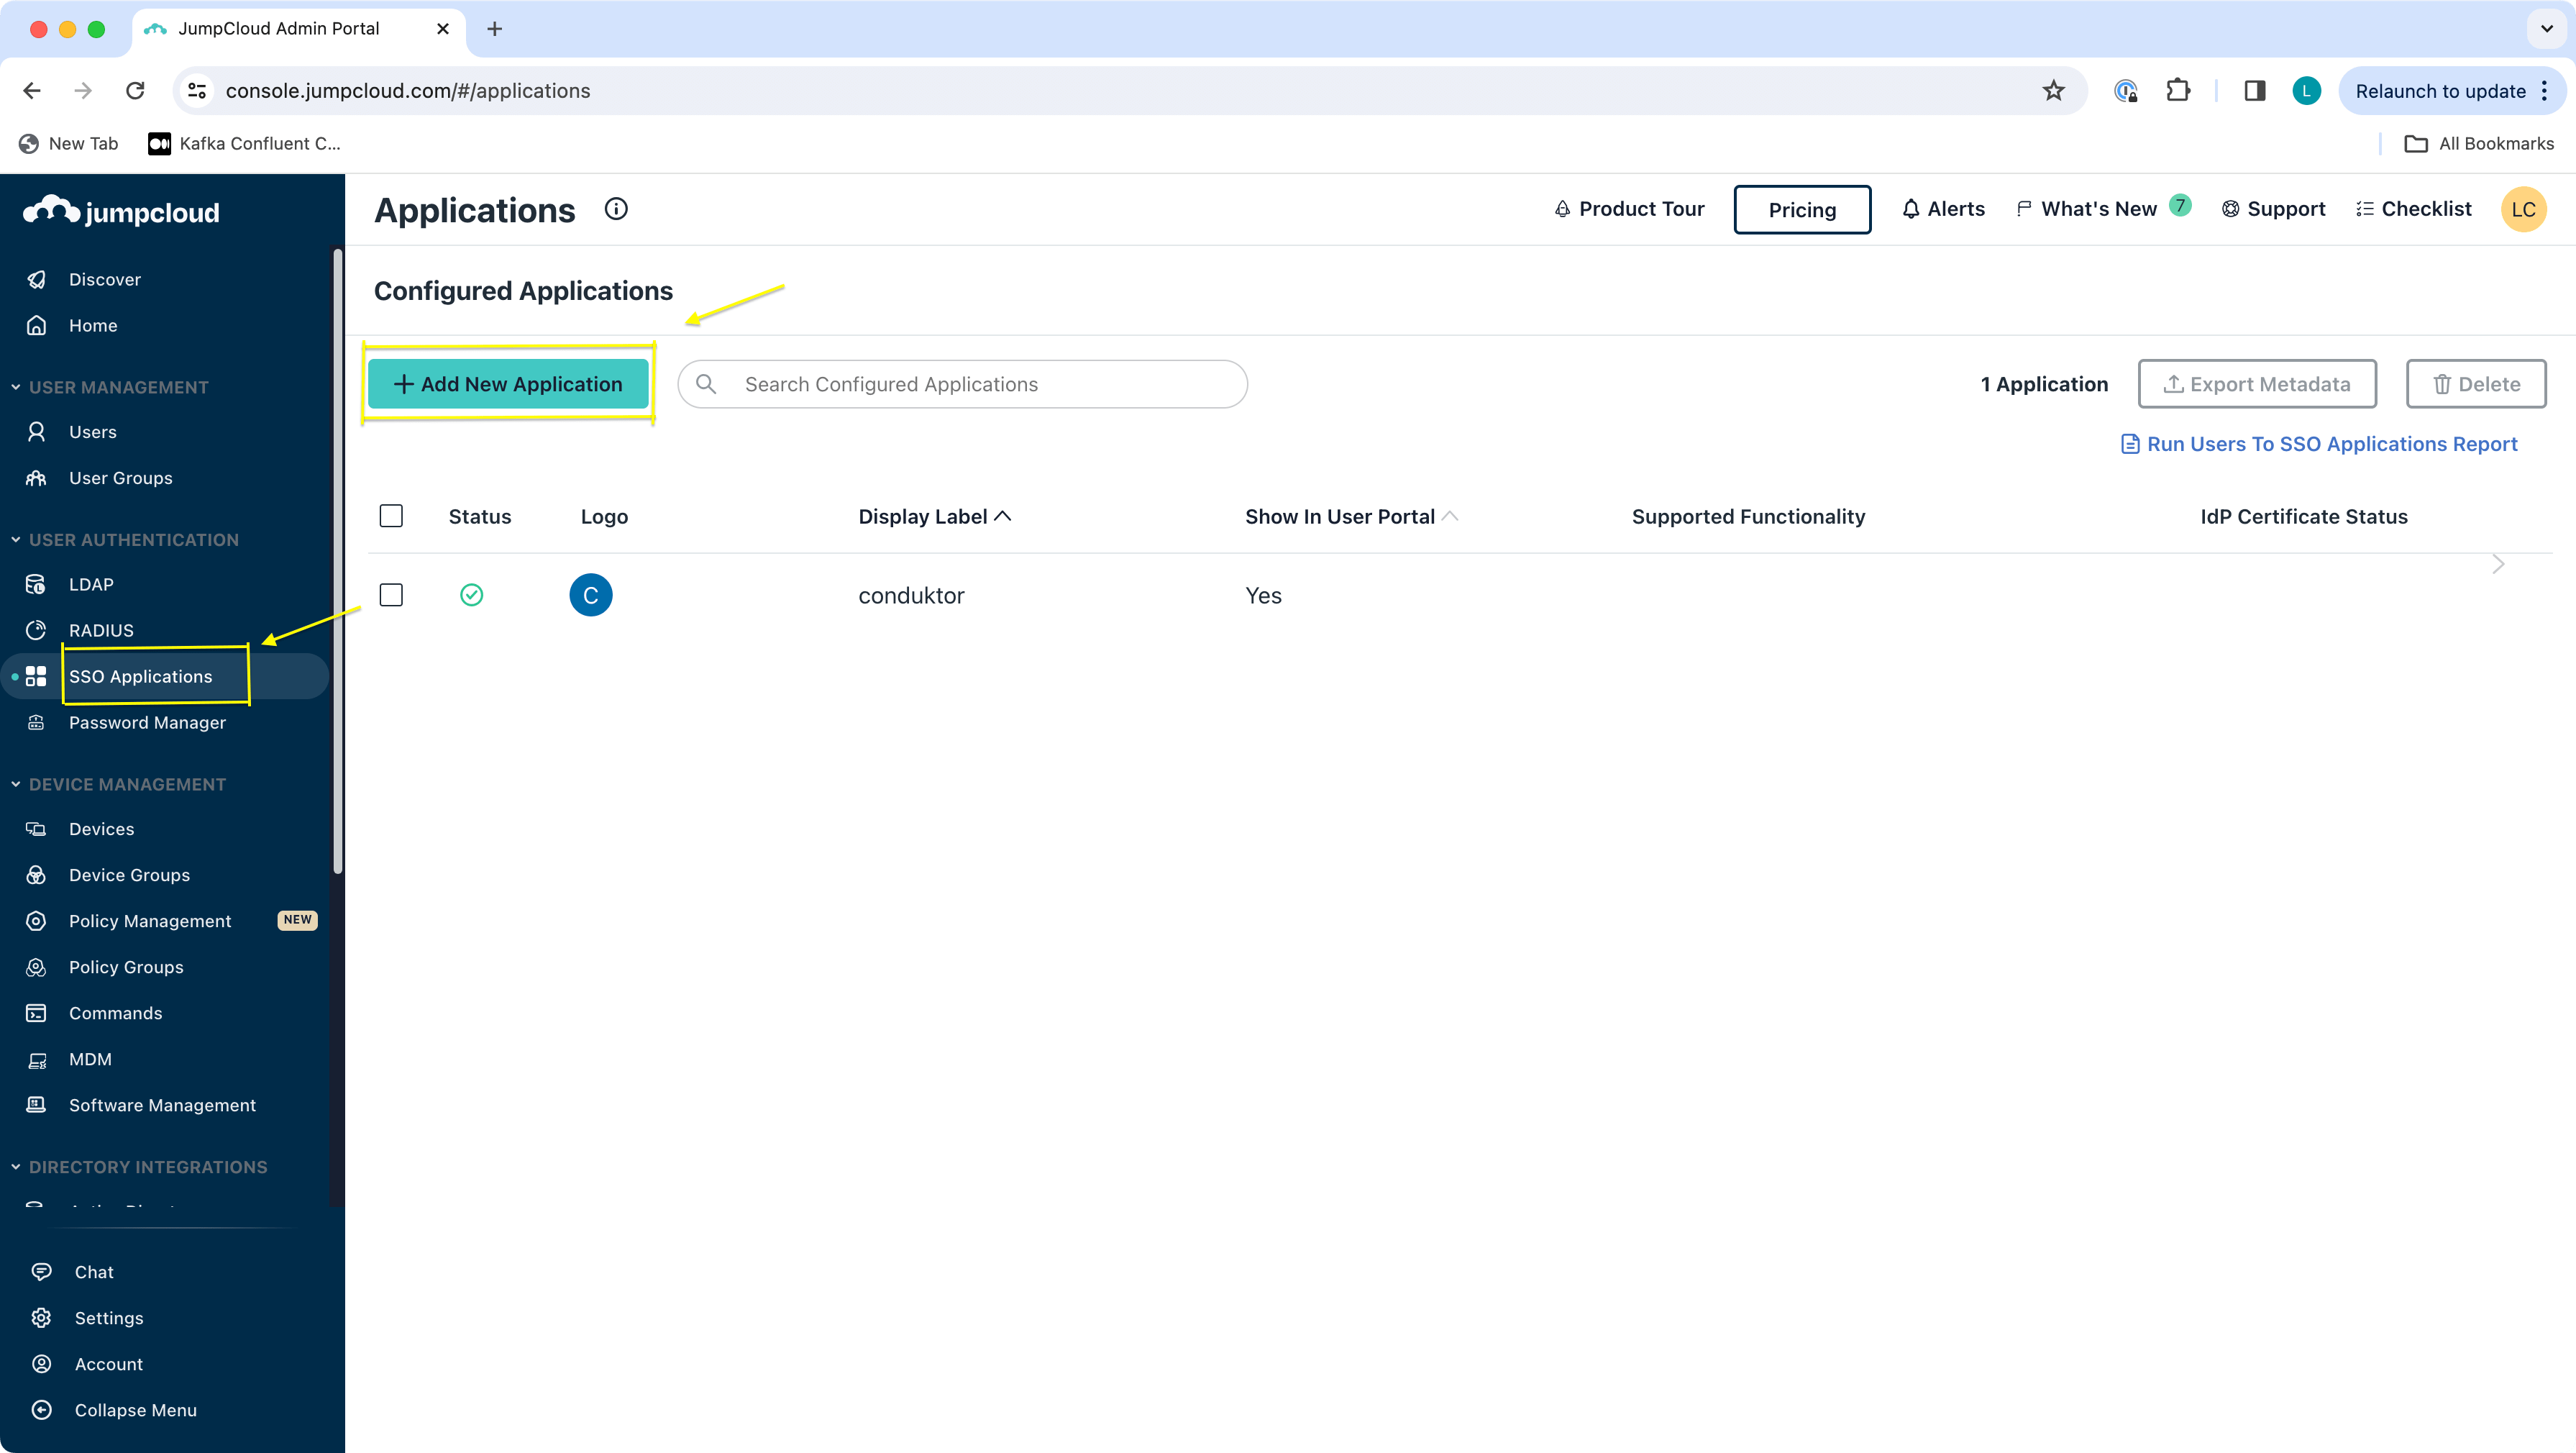 JumpCloud Admin Portal
console.jumpcloud.com/#/applications
L
Relaunch to update
New Tab
Kafka Confluent C...
All Bookmarks
jumpcloud
Applications
Product Tour
Pricing
Alerts
What's New 7
Support
Checklist
LC
Discover
Home
USER MANAGEMENT
Users
User Groups
USER AUTHENTICATION
LDAP
RADIUS
SSO Applications
Password Manager
DEVICE MANAGEMENT
Devices
Device Groups
Policy Management NEW
Policy Groups
Commands
MDM
Software Management
DIRECTORY INTEGRATIONS
Chat
Settings
Account
Collapse Menu
Configured Applications
+ Add New Application
Search Configured Applications
1 Application
Export Metadata
Delete
Run Users To SSO Applications Report
Status Logo Display Label Show In User Portal Supported Functionality IdP Certificate Status
C conduktor Yes